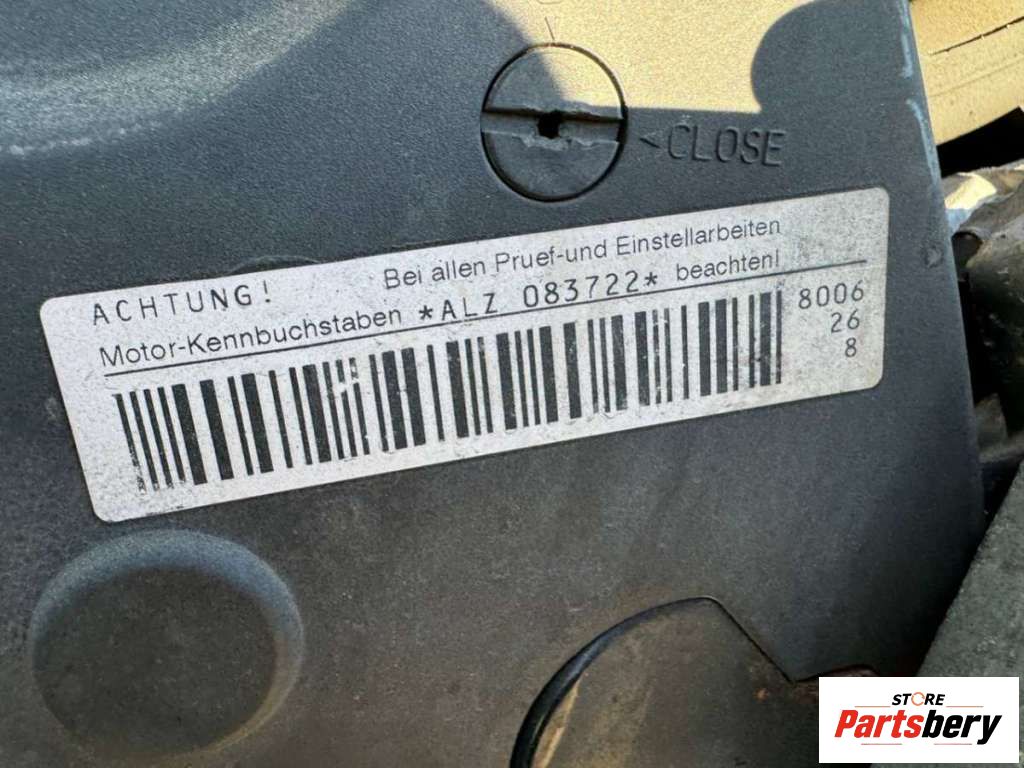 <CLOSE
ACHTUNG! Bei allen Pruef-und Einstellarbeiten
Motor-Kennbuchstaben *ALZ 083722* beachten!
8006
26
8
STORE
Partsbery